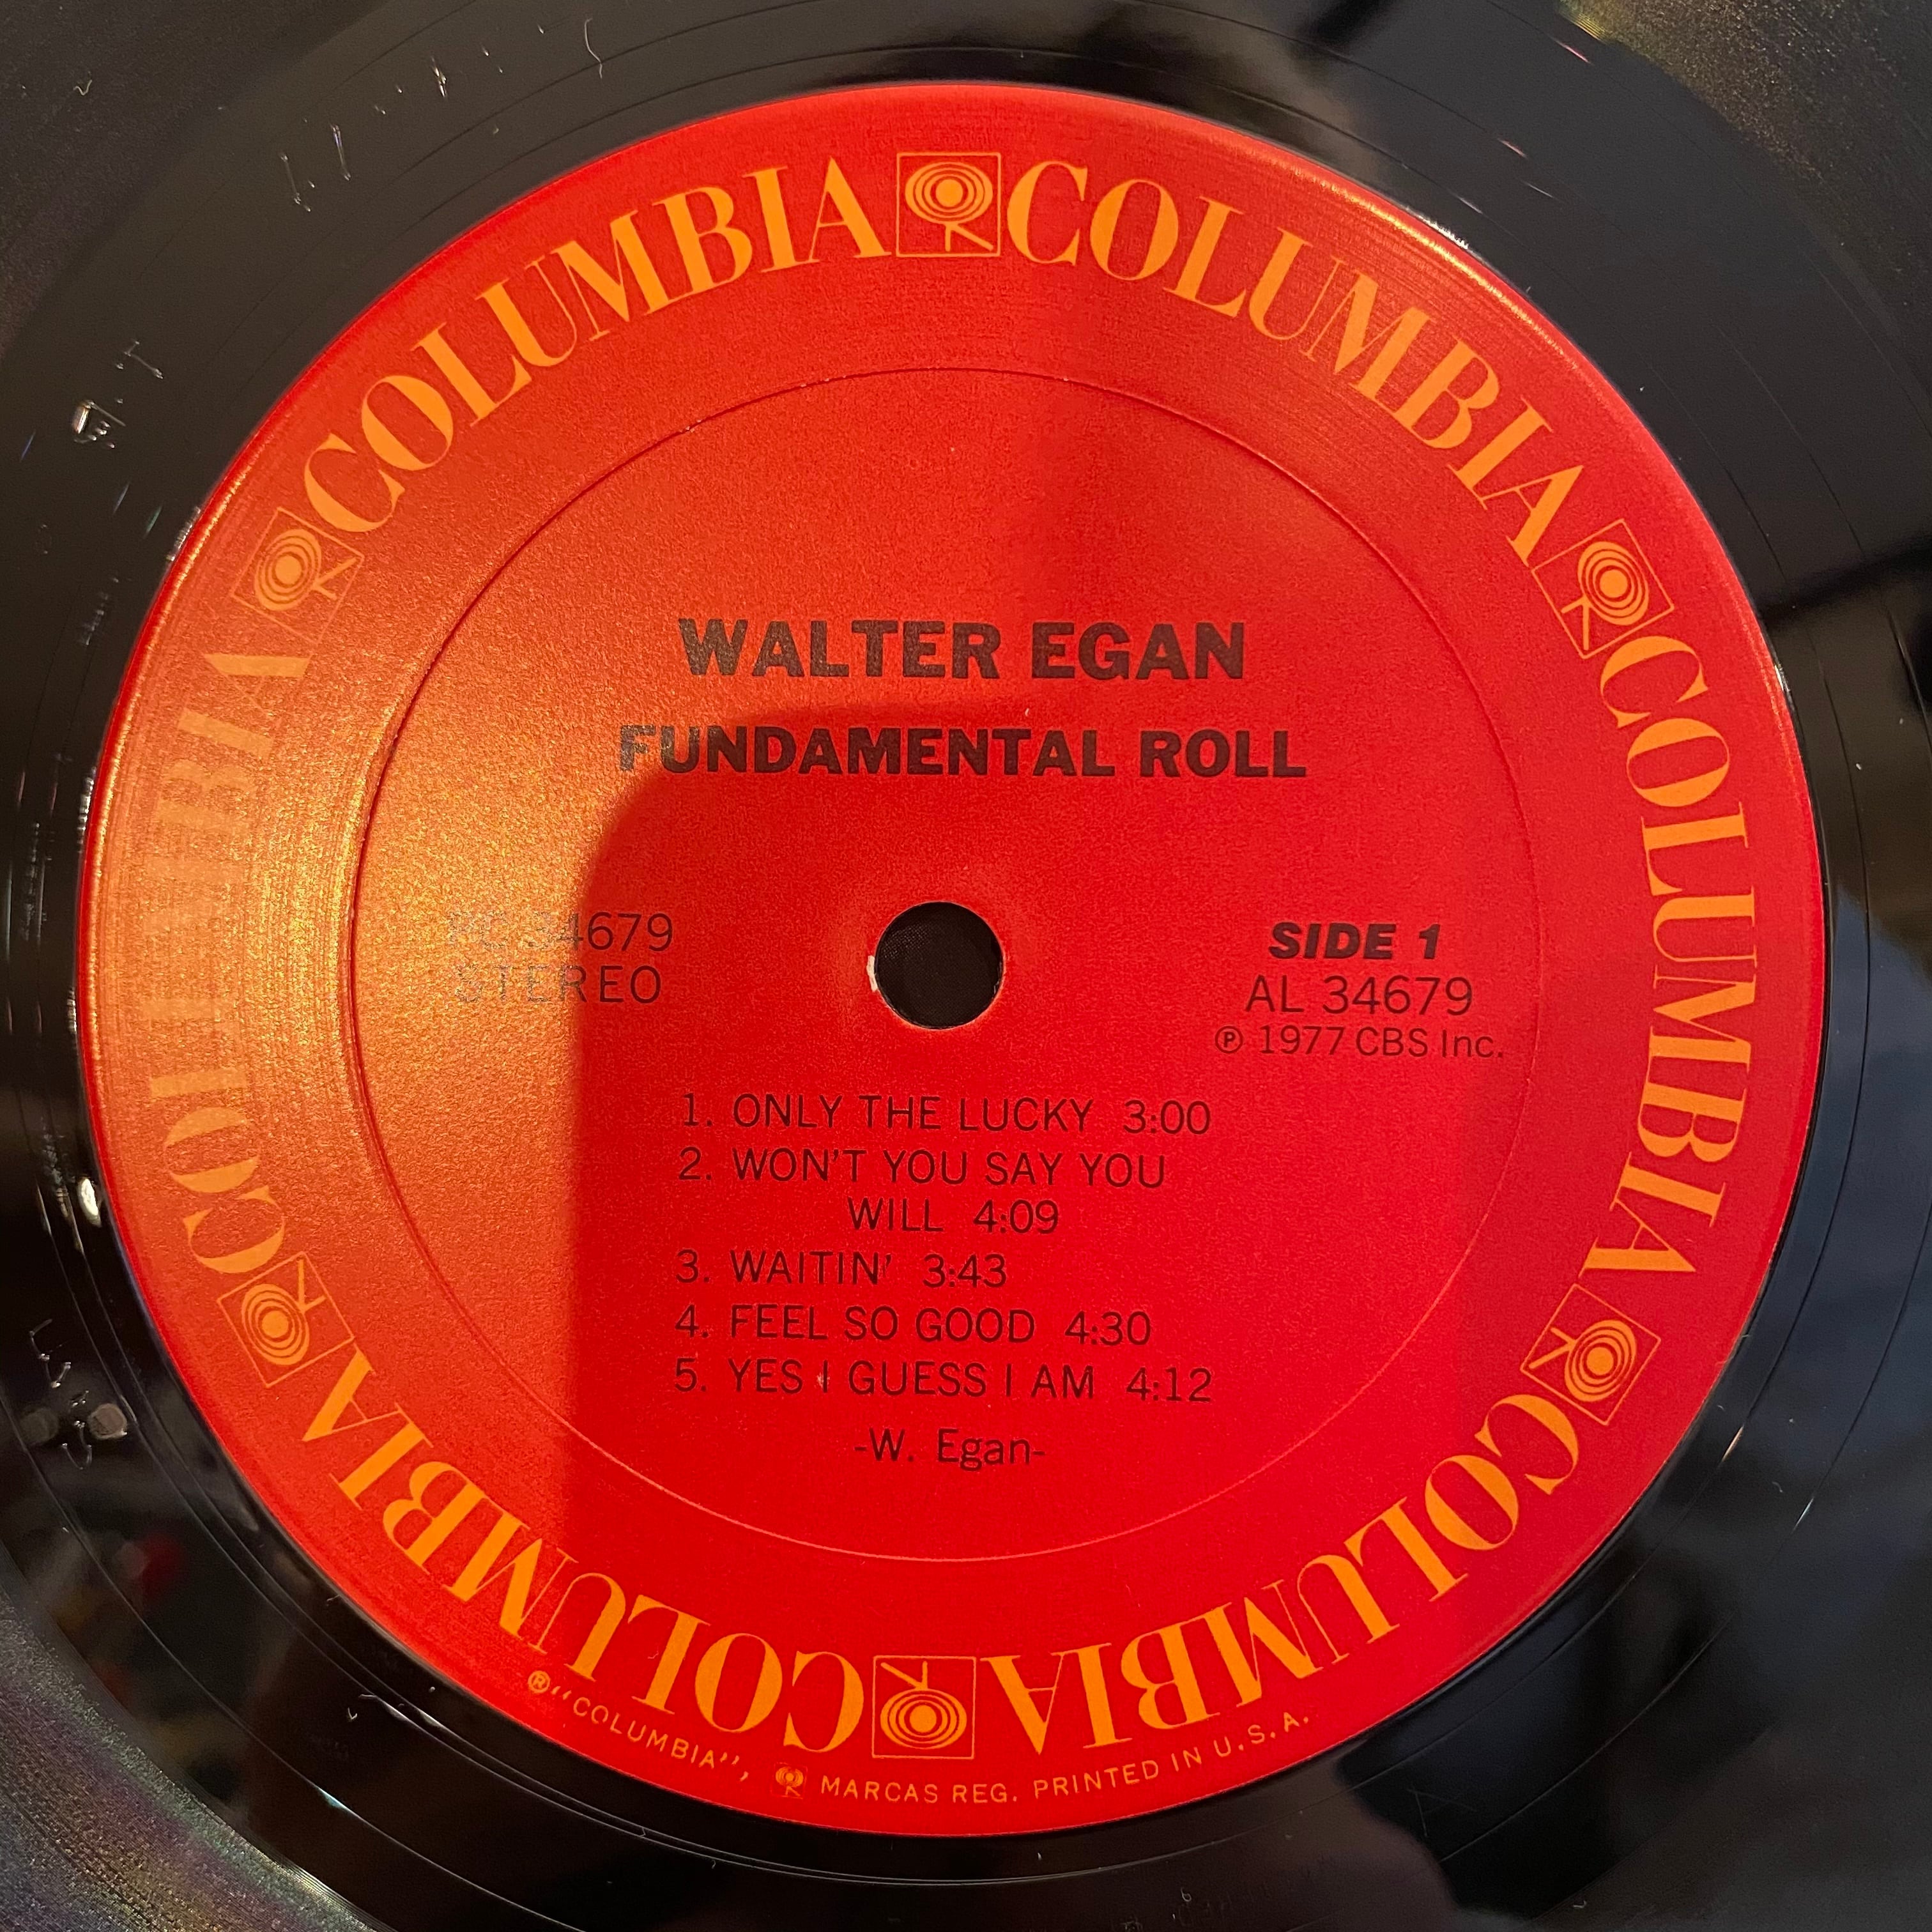 COLUMBIA COLUMBIA COLUMBIA COLUMBIA COLUMBIA COLUMBIA
WALTER EGAN
FUNDAMENTAL ROLL
PC 34679
STEREO
SIDE 1
AL 34679
℗ 1977 CBS Inc.
1. ONLY THE LUCKY 3:00
2. WON'T YOU SAY YOU
WILL 4:09
3. WAITIN' 3:43
4. FEEL SO GOOD 4:30
5. YES I GUESS I AM 4:12
-W. Egan-
® "COLUMBIA", MARCAS REG. PRINTED IN U.S.A.